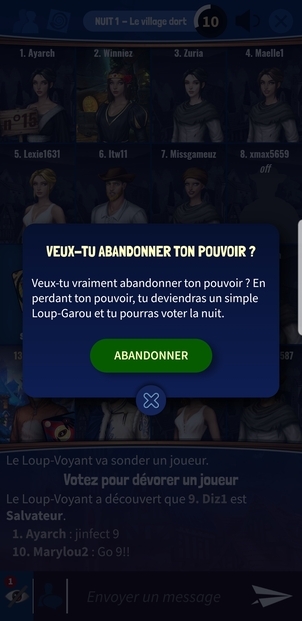 NUIT 1 – Le village dort
10
1. Ayarch
2. Winniez
3. Zuria
4. Maelle1
n°15
5. Lexie1631
6. ltw11
7. Missgameuz
8. xmax5659
off
VEUX-TU ABANDONNER TON POUVOIR ?
Veux-tu vraiment abandonner ton pouvoir ? En
perdant ton pouvoir, tu deviendras un simple
Loup-Garou et tu pourras voter la nuit.
ABANDONNER
Le Loup-Voyant va sonder un joueur.
Votez pour dévorer un joueur
Le Loup-Voyant a découvert que 9. Diz1 est
Salvateur.
1. Ayarch : jinfect 9
10. Marylou2 : Go 9!!
1
Envoyer un message